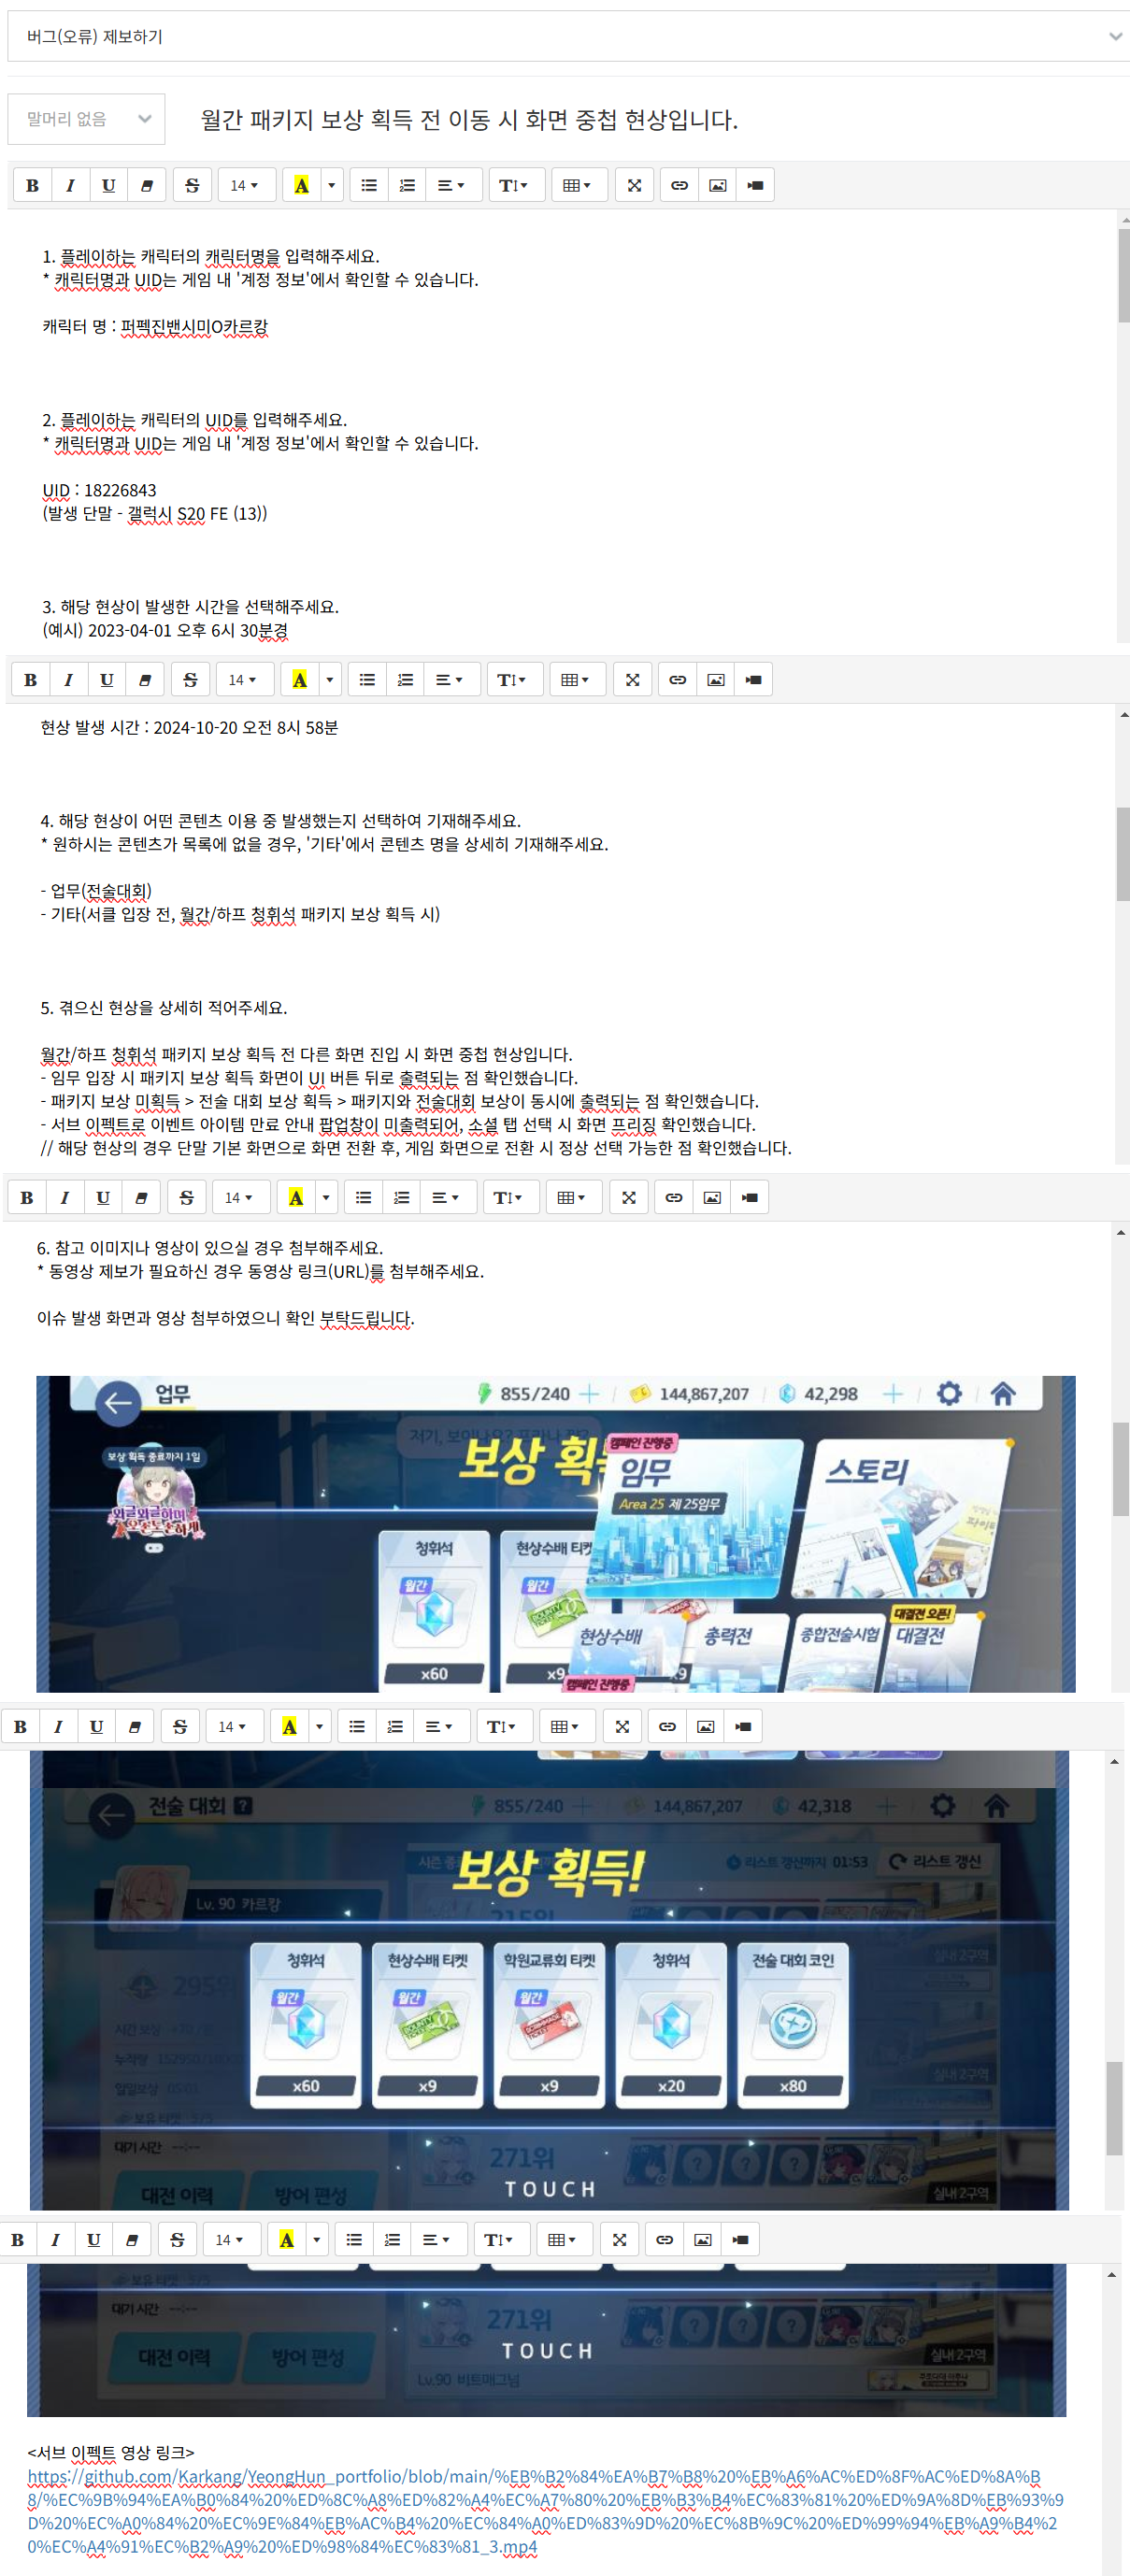 버그(오류) 제보하기
말머리 없음
월간 패키지 보상 획득 전 이동 시 화면 중첩 현상입니다.
B I U S 14 A T
1. 플레이하는 캐릭터의 캐릭터명을 입력해주세요.
* 캐릭터명과 UID는 게임 내 '계정 정보'에서 확인할 수 있습니다.
캐릭터 명 : 퍼펙진밴시미O카르캉
2. 플레이하는 캐릭터의 UID를 입력해주세요.
* 캐릭터명과 UID는 게임 내 '계정 정보'에서 확인할 수 있습니다.
UID : 18226843
(발생 단말 - 갤럭시 S20 FE (13))
3. 해당 현상이 발생한 시간을 선택해주세요.
(예시) 2023-04-01 오후 6시 30분경
B I U S 14 A T
현상 발생 시간 : 2024-10-20 오전 8시 58분
4. 해당 현상이 어떤 콘텐츠 이용 중 발생했는지 선택하여 기재해주세요.
* 원하시는 콘텐츠가 목록에 없을 경우, '기타'에서 콘텐츠 명을 상세히 기재해주세요.
- 업무(전술대회)
- 기타(서클 입장 전, 월간/하프 청휘석 패키지 보상 획득 시)
5. 겪으신 현상을 상세히 적어주세요.
월간/하프 청휘석 패키지 보상 획득 전 다른 화면 진입 시 화면 중첩 현상입니다.
- 임무 입장 시 패키지 보상 획득 화면이 UI 버튼 뒤로 출력되는 점 확인했습니다.
- 패키지 보상 미획득 > 전술 대회 보상 획득 > 패키지와 전술대회 보상이 동시에 출력되는 점 확인했습니다.
- 서브 이펙트로 이벤트 아이템 만료 안내 팝업창이 미출력되어, 소셜 탭 선택 시 화면 프리징 확인했습니다.
// 해당 현상의 경우 단말 기본 화면으로 화면 전환 후, 게임 화면으로 전환 시 정상 선택 가능한 점 확인했습니다.
B I U S 14 A T
6. 참고 이미지나 영상이 있으실 경우 첨부해주세요.
* 동영상 제보가 필요하신 경우 동영상 링크(URL)를 첨부해주세요.
이슈 발생 화면과 영상 첨부하였으니 확인 부탁드립니다.
업무 855/240 144,867,207 42,298
보상 획득 종료까지 1일
보상 획
캠페인 진행중
임무
스토리
Area 25 제 25임무
청휘석 현상수배 티켓
월간 월간
x60 x9 x9
현상수배 총력전 종합전술시험 대결전
대결전 오픈!
캠페인 진행중
B I U S 14 A T
전술 대회 ? 855/240 144,867,207 42,318
보상 획득!
리스트 갱신까지 01:53 리스트 갱신
Lv. 90 카르캉
청휘석 현상수배 티켓 학원교류회 티켓 청휘석 전술 대회 코인
월간 월간 월간
x60 x9 x9 x20 x80
295위
실내 2구역
실내 2구역
대기 시간 --:--
271위
TOUCH
대전 이력 방어 편성
실내 2구역
B I U S 14 A T
대기 시간 --:--
271위
TOUCH
대전 이력 방어 편성
실내 2구역
Lv.90 비트매그넘
<서브 이펙트 영상 링크>
https://github.com/Karkang/YeongHun_portfolio/blob/main/%EB%B2%84%EA%B7%B8%20%EB%A6%AC%ED%8F%AC%ED%8A%B
8/%EC%9B%94%EA%B0%84%20%ED%8C%A8%ED%82%A4%EC%A7%80%20%EB%B3%B4%EC%83%81%20%ED%9A%8D%EB%93%9
D%20%EC%A0%84%20%EC%9E%84%EB%AC%B4%20%EC%84%A0%ED%83%9D%20%EC%8B%9C%20%ED%99%94%EB%A9%B4%2
0%EC%A4%91%EC%B2%A9%20%ED%98%84%EC%83%81_3.mp4